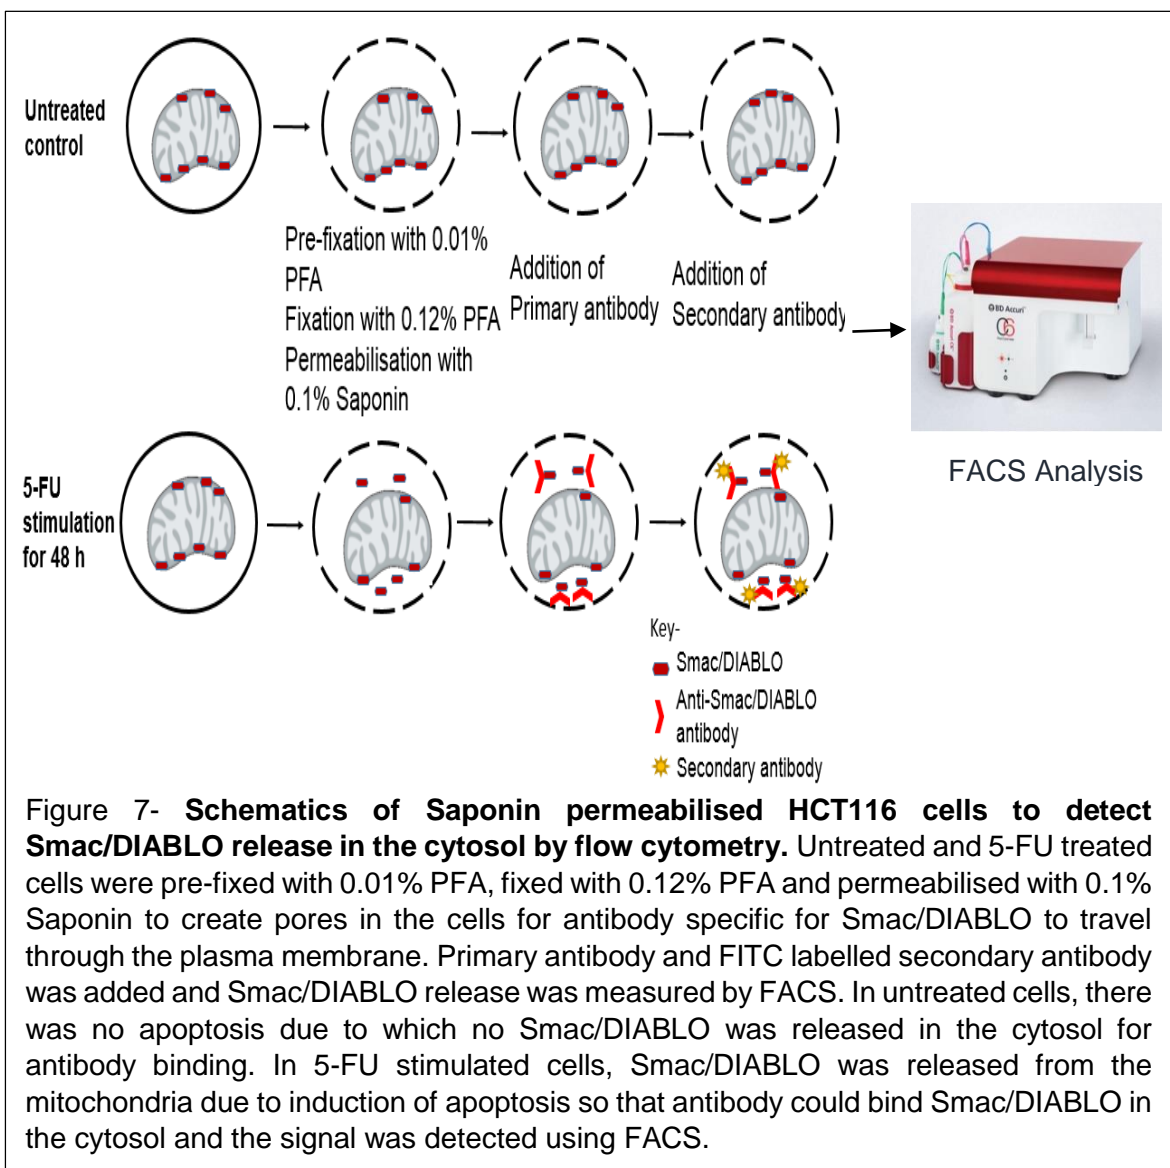 Untreated
control
Pre-fixation with 0.01%
PFA
Fixation with 0.12% PFA
Permeabilisation with
0.1% Saponin
Addition of
Primary antibody
Addition of
Secondary antibody
BD Accuri
C6
FACS Analysis
5-FU
stimulation
for 48 h
Key-
Smac/DIABLO
Anti-Smac/DIABLO
antibody
Secondary antibody
Figure 7- Schematics of Saponin permeabilised HCT116 cells to detect
Smac/DIABLO release in the cytosol by flow cytometry. Untreated and 5-FU treated
cells were pre-fixed with 0.01% PFA, fixed with 0.12% PFA and permeabilised with 0.1%
Saponin to create pores in the cells for antibody specific for Smac/DIABLO to travel
through the plasma membrane. Primary antibody and FITC labelled secondary antibody
was added and Smac/DIABLO release was measured by FACS. In untreated cells, there
was no apoptosis due to which no Smac/DIABLO was released in the cytosol for
antibody binding. In 5-FU stimulated cells, Smac/DIABLO was released from the
mitochondria due to induction of apoptosis so that antibody could bind Smac/DIABLO in
the cytosol and the signal was detected using FACS.